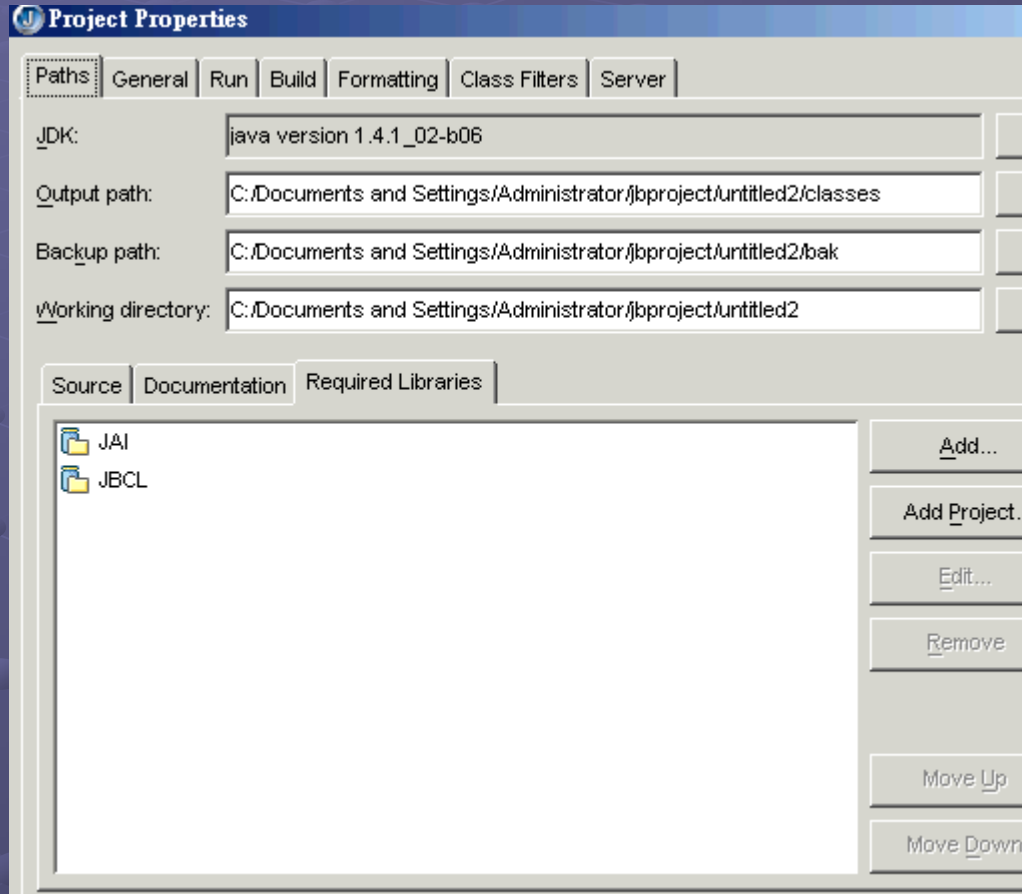 Project Properties
Paths General Run Build Formatting Class Filters Server
JDK: java version 1.4.1_02-b06
Output path: C:/Documents and Settings/Administrator/jbproject/untitled2/classes
Backup path: C:/Documents and Settings/Administrator/jbproject/untitled2/bak
Working directory: C:/Documents and Settings/Administrator/jbproject/untitled2
Source Documentation Required Libraries
JAI
JBCL
Add...
Add Project.
Edit...
Remove
Move Up
Move Down